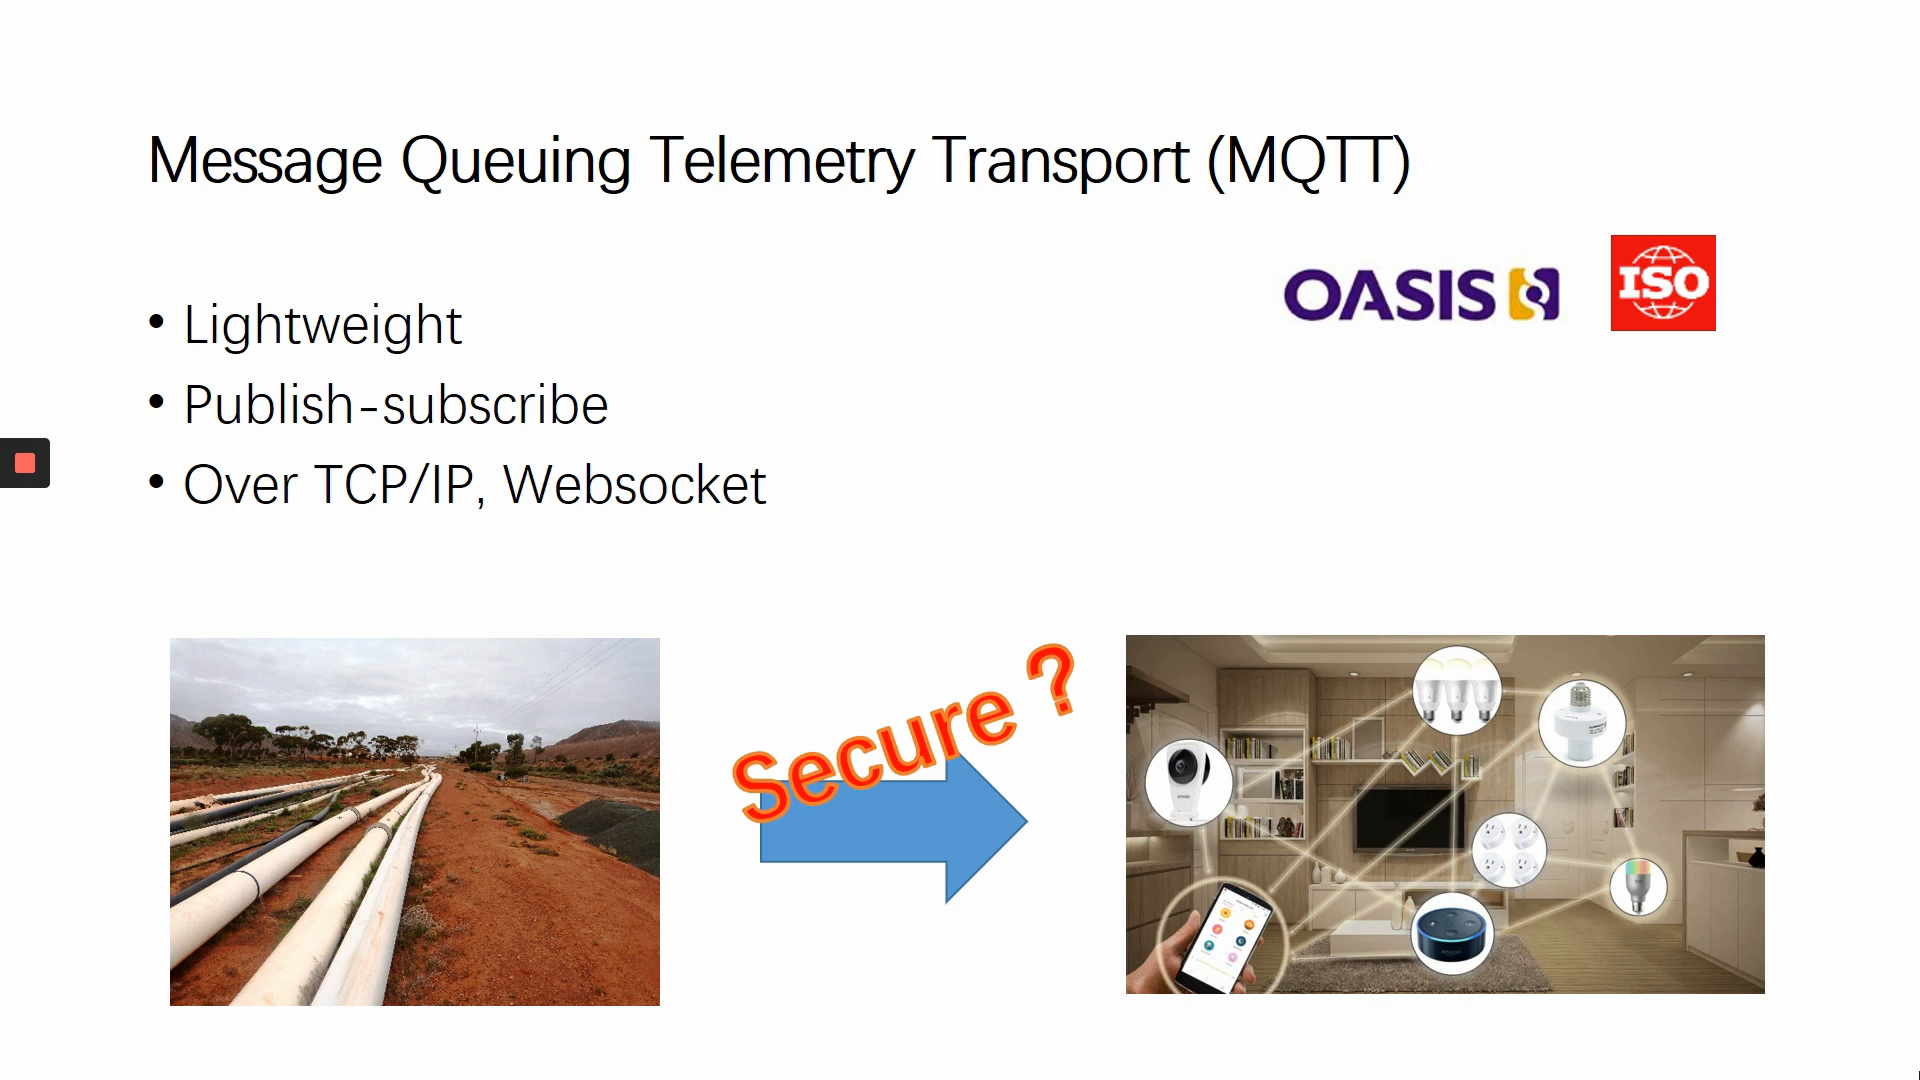 Message Queuing Telemetry Transport (MQTT)
OASIS
ISO
• Lightweight
• Publish-subscribe
• Over TCP/IP, Websocket
Secure ?